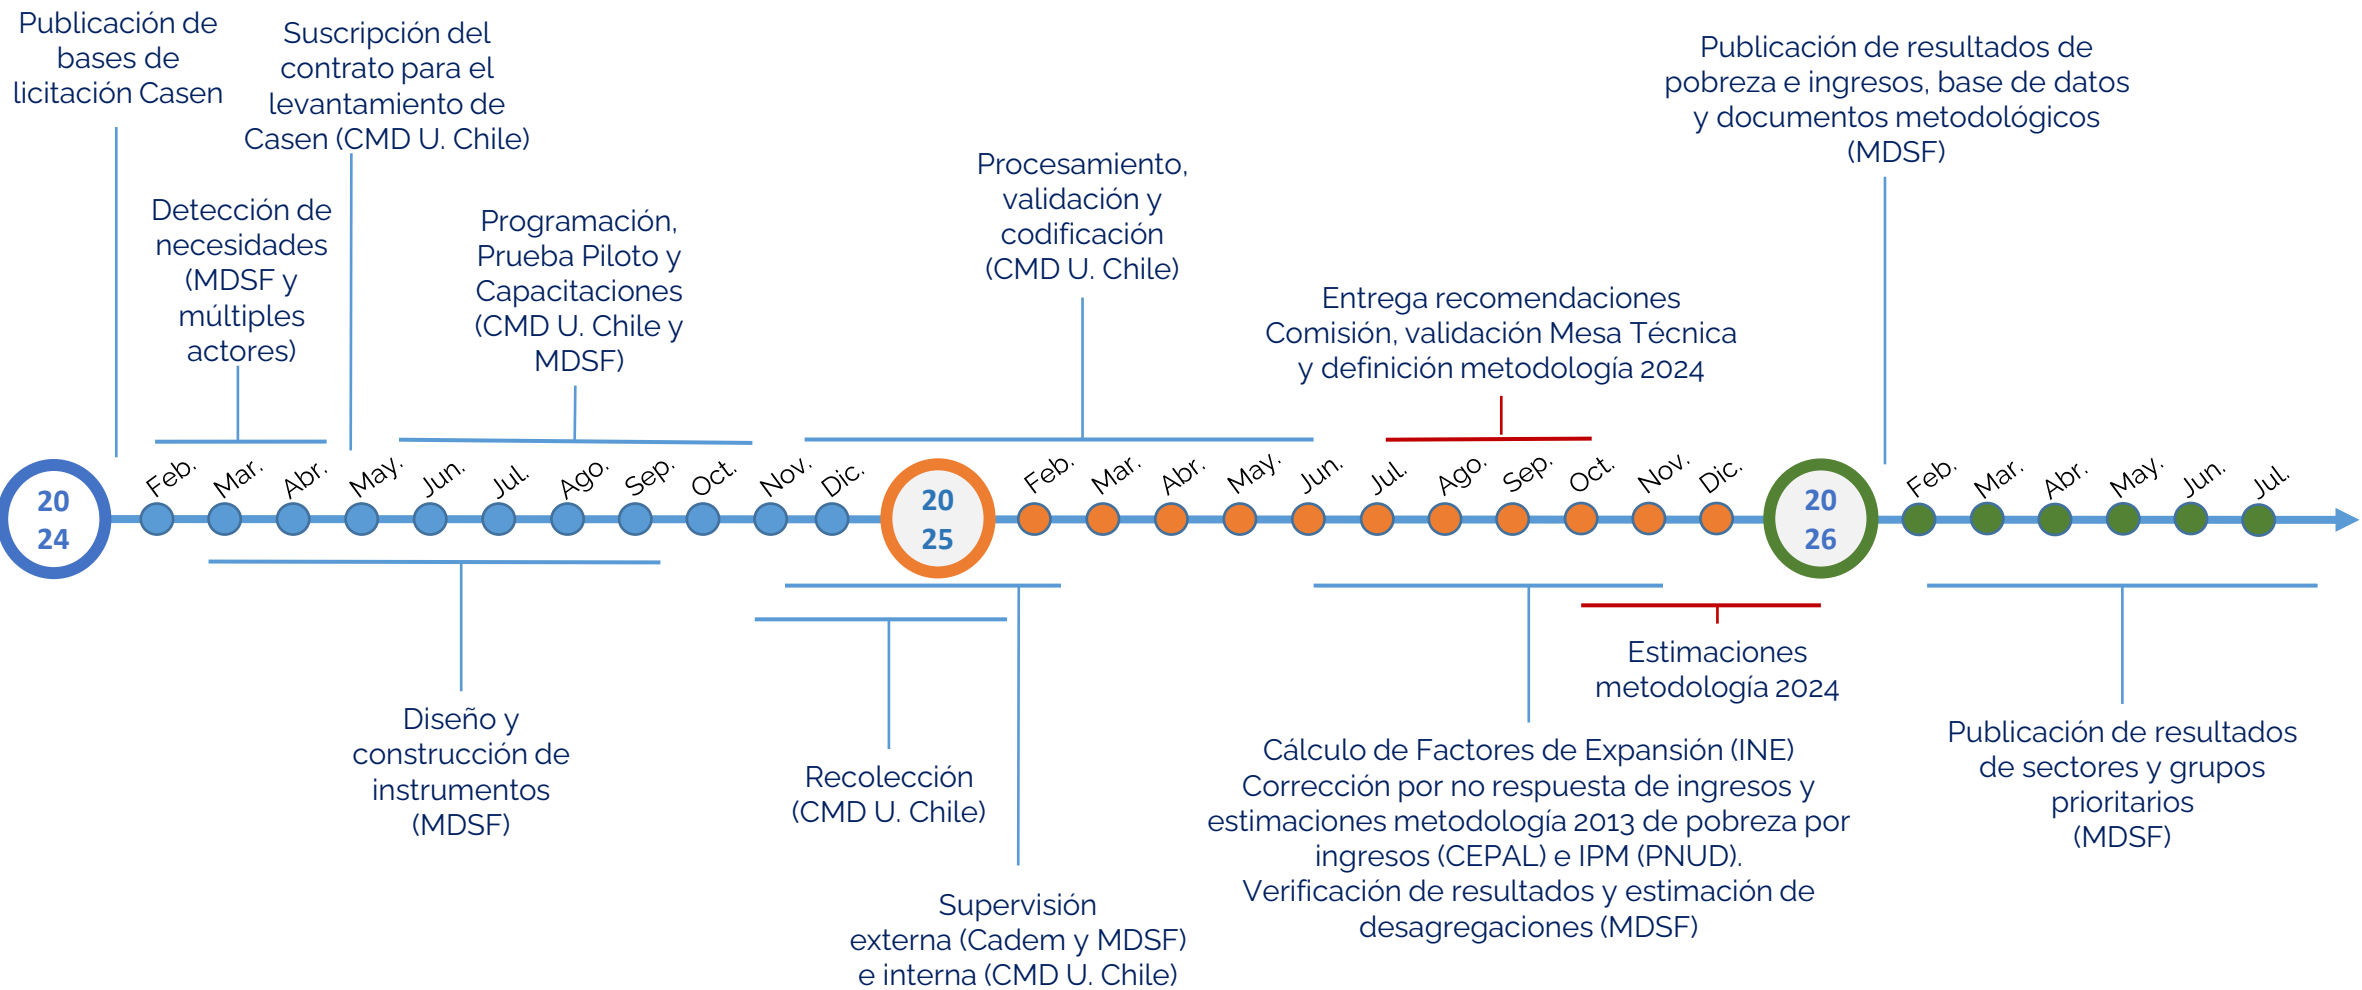 Publicación de
bases de
licitación Casen
Suscripción del
contrato para el
levantamiento de
Casen (CMD U. Chile)
Detección de
necesidades
(MDSF y
múltiples
actores)
Programación,
Prueba Piloto y
Capacitaciones
(CMD U. Chile y
MDSF)
Procesamiento,
validación y
codificación
(CMD U. Chile)
Entrega recomendaciones
Comisión, validación Mesa Técnica
y definición metodología 2024
Publicación de resultados de
pobreza e ingresos, base de datos
y documentos metodológicos
(MDSF)
20
24
Feb.
Mar.
Abr.
May.
Jun.
Jul.
Ago.
Sep.
Oct.
Nov.
Dic.
20
25
Feb.
Mar.
Abr.
May.
Jun.
Jul.
Ago.
Sep.
Oct.
Nov.
Dic.
20
26
Feb.
Mar.
Abr.
May.
Jun.
Jul.
Diseño y
construcción de
instrumentos
(MDSF)
Recolección
(CMD U. Chile)
Supervisión
externa (Cadem y MDSF)
e interna (CMD U. Chile)
Estimaciones
metodología 2024
Cálculo de Factores de Expansión (INE)
Corrección por no respuesta de ingresos y
estimaciones metodología 2013 de pobreza por
ingresos (CEPAL) e IPM (PNUD).
Verificación de resultados y estimación de
desagregaciones (MDSF)
Publicación de resultados
de sectores y grupos
prioritarios
(MDSF)